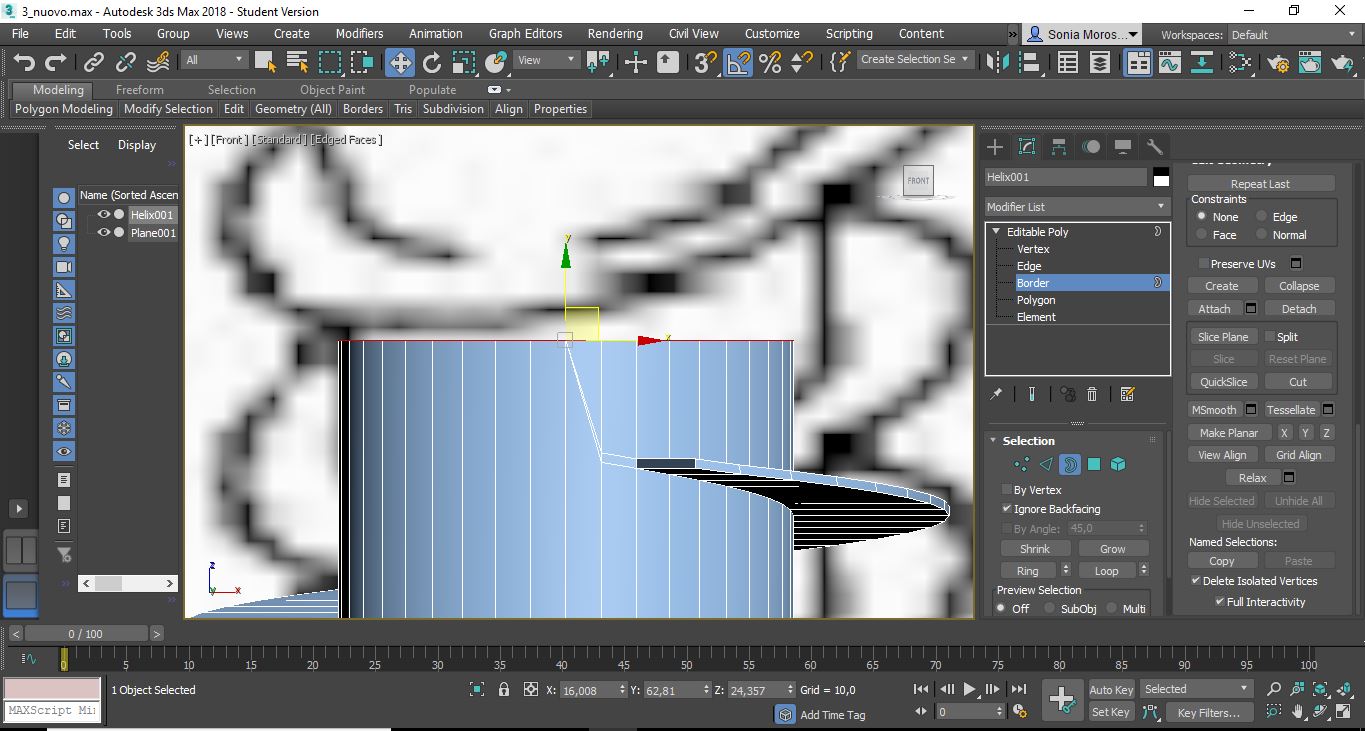 3_nuovo.max - Autodesk 3ds Max 2018 - Student Version
File Edit Tools Group Views Create Modifiers Animation Graph Editors Rendering Civil View Customize Scripting Content » Sonia Moros... Workspaces: Default
All View Create Selection Se
Modeling Freeform Selection Object Paint Populate
Polygon Modeling Modify Selection Edit Geometry (All) Borders Tris Subdivision Align Properties
Select Display
Name (Sorted Ascen
Helix001
Plane001
[+] [Front] [Standard] [Edged Faces]
FRONT
y
x
z
y
x
Helix001
Modifier List
Editable Poly
Vertex
Edge
Border
Polygon
Element
Selection
By Vertex
Ignore Backfacing
By Angle: 45,0
Shrink Grow
Ring Loop
Preview Selection
Off SubObj Multi
Repeat Last
Constraints
None Edge
Face Normal
Preserve UVs
Create Collapse
Attach Detach
Slice Plane Split
Slice Reset Plane
QuickSlice Cut
MSmooth Tessellate
Make Planar X Y Z
View Align Grid Align
Relax
Hide Selected Unhide All
Hide Unselected
Named Selections:
Copy Paste
Delete Isolated Vertices
Full Interactivity
< 0 / 100 >
0 5 10 15 20 25 30 35 40 45 50 55 60 65 70 75 80 85 90 95 100
MAXScript Mi
1 Object Selected
X: 16,008 Y: 62,81 Z: 24,357 Grid = 10,0
Add Time Tag
0
Auto Key Selected
Set Key Key Filters...